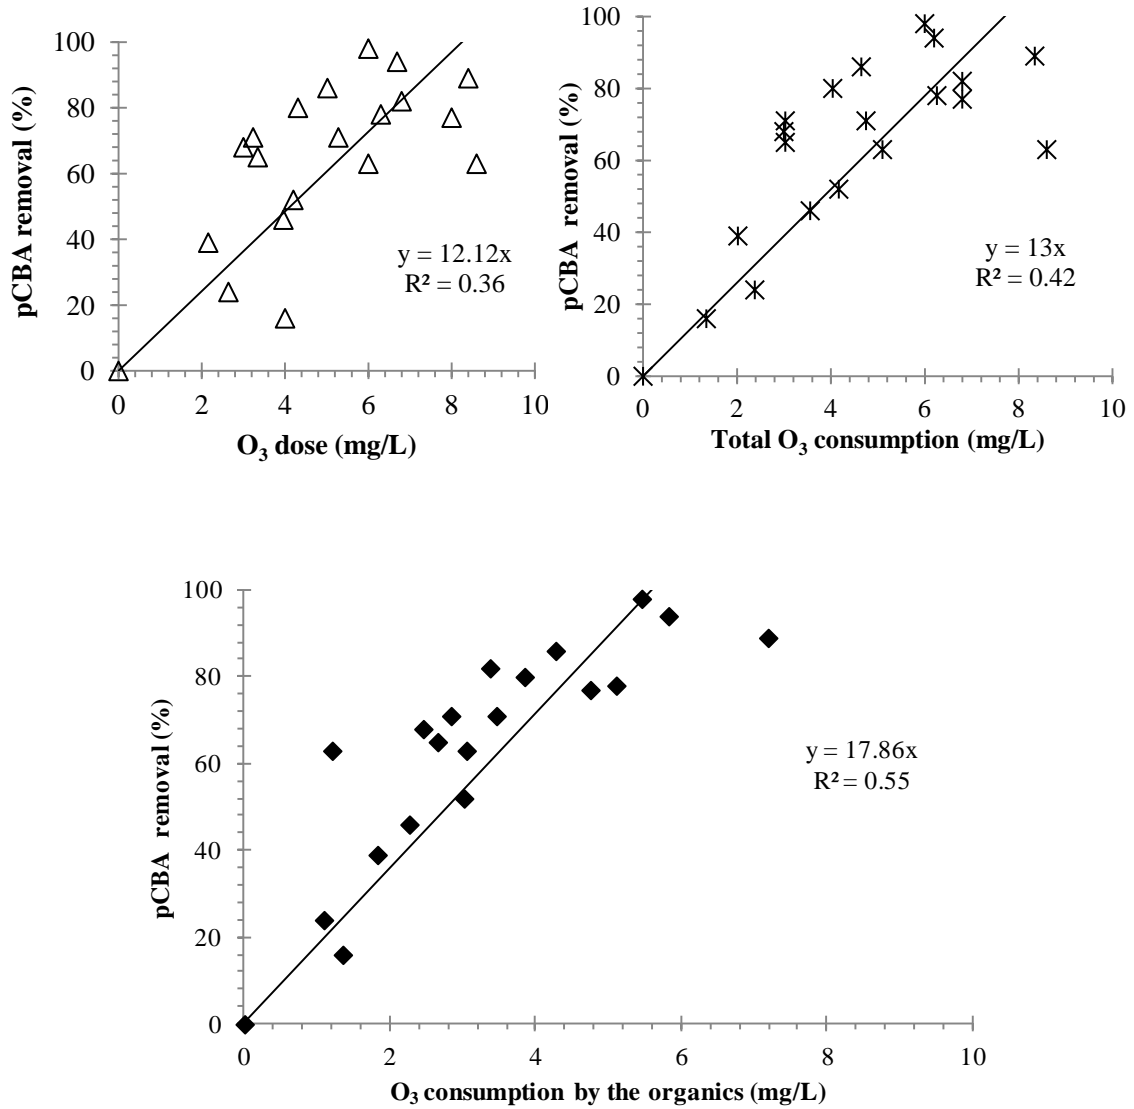 pCBA removal (%)
100
80
60
40
20
0
0 2 4 6 8 10
y = 12.12x
R² = 0.36
O₃ dose (mg/L)
pCBA removal (%)
100
80
60
40
20
0
0 2 4 6 8 10
y = 13x
R² = 0.42
Total O₃ consumption (mg/L)
pCBA removal (%)
100
80
60
40
20
0
0 2 4 6 8 10
y = 17.86x
R² = 0.55
O₃ consumption by the organics (mg/L)